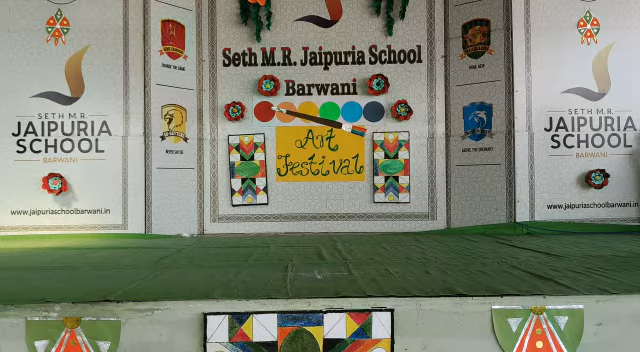 SETH M.R.
JAIPURIA
SCHOOL
BARWANI
www.jaipuriaschoolbarwani.in
Seth M.R. Jaipuria School
Barwani
Art
Festival
SETH M.R.
JAIPURIA
SCHOOL
BARWANI
www.jaipuriaschoolbarwani.in